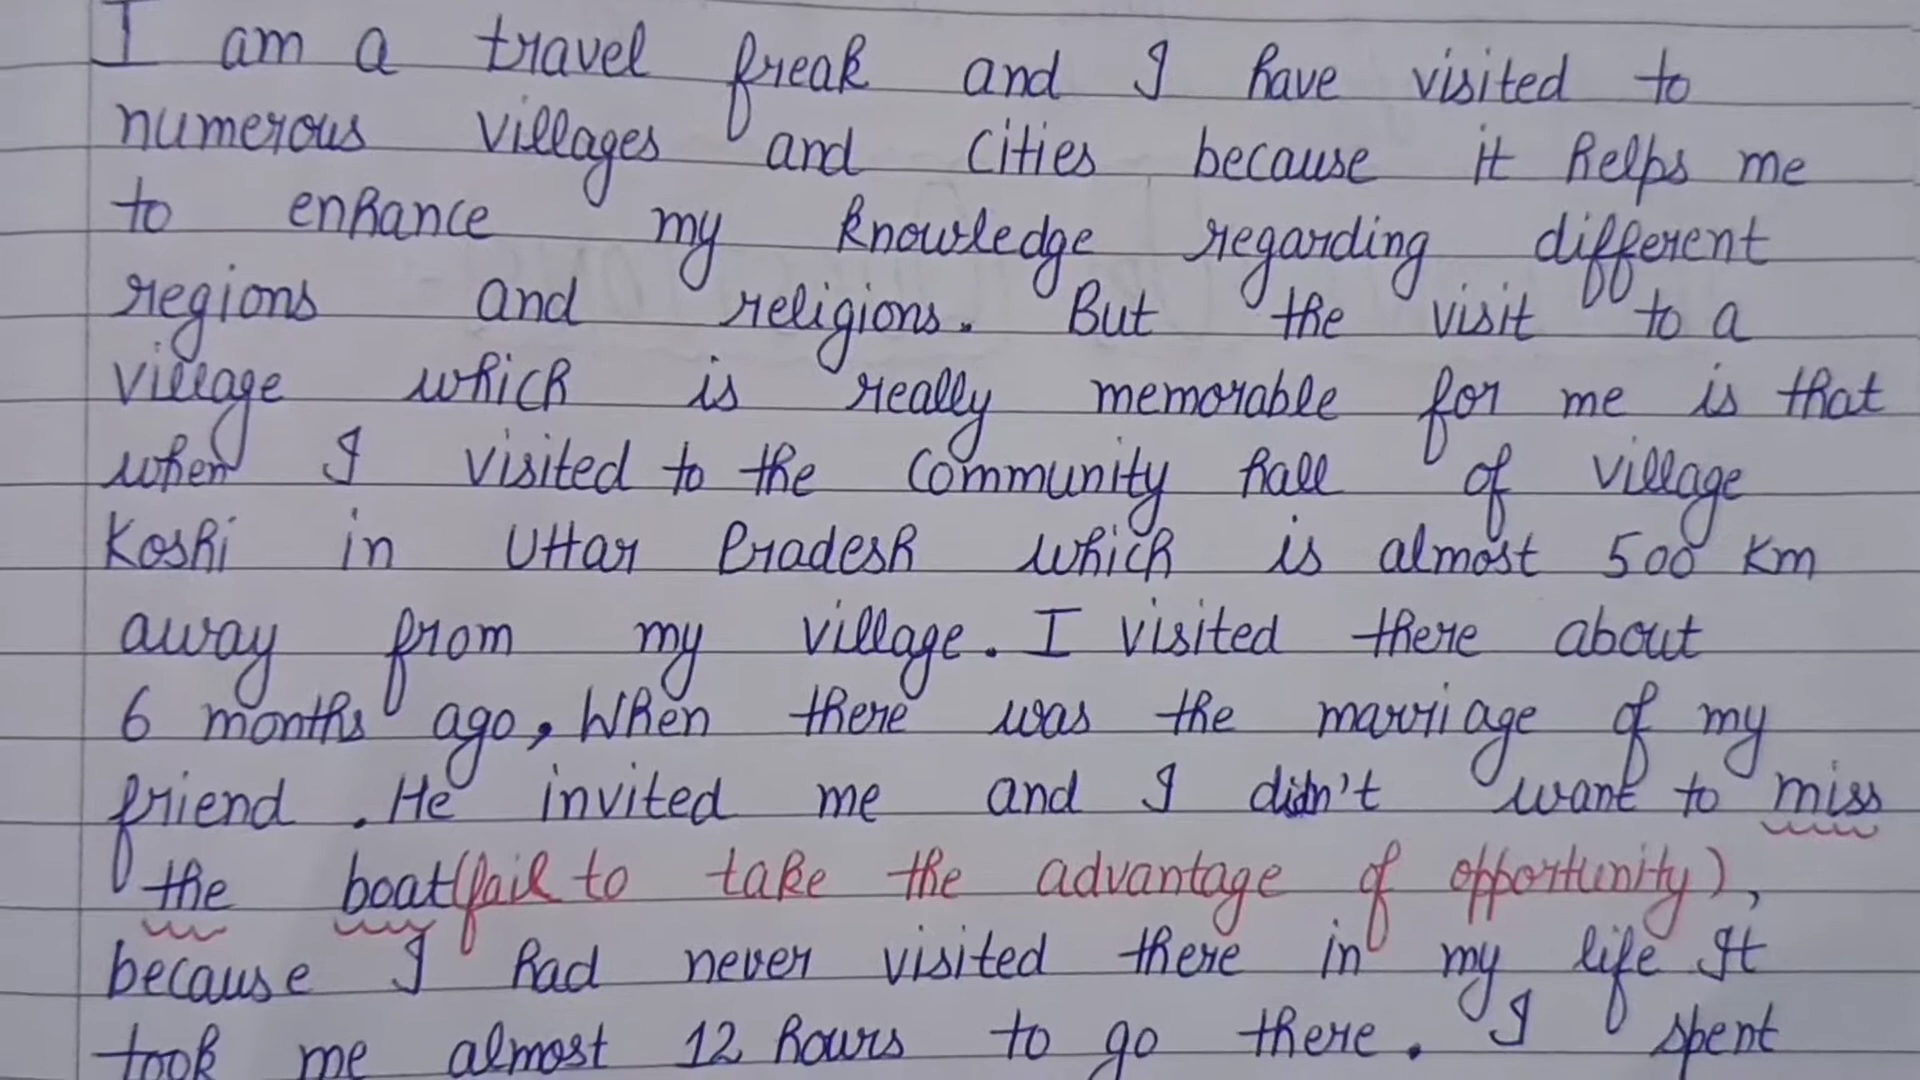 I am a travel freak and I have visited to
numerous villages and cities because it helps me
to enhance my knowledge regarding different
regions and religions. But the visit to a
village which is really memorable for me is that
when I visited to the community hall of village
Koshi in Uttar Pradesh which is almost 500 km
away from my village. I visited there about
6 months ago, When there was the marriage of my
friend. He invited me and I didn't want to miss
the boat(fail to take the advantage of opportunity),
because I had never visited there in my life It
took me almost 12 hours to go there. I spent